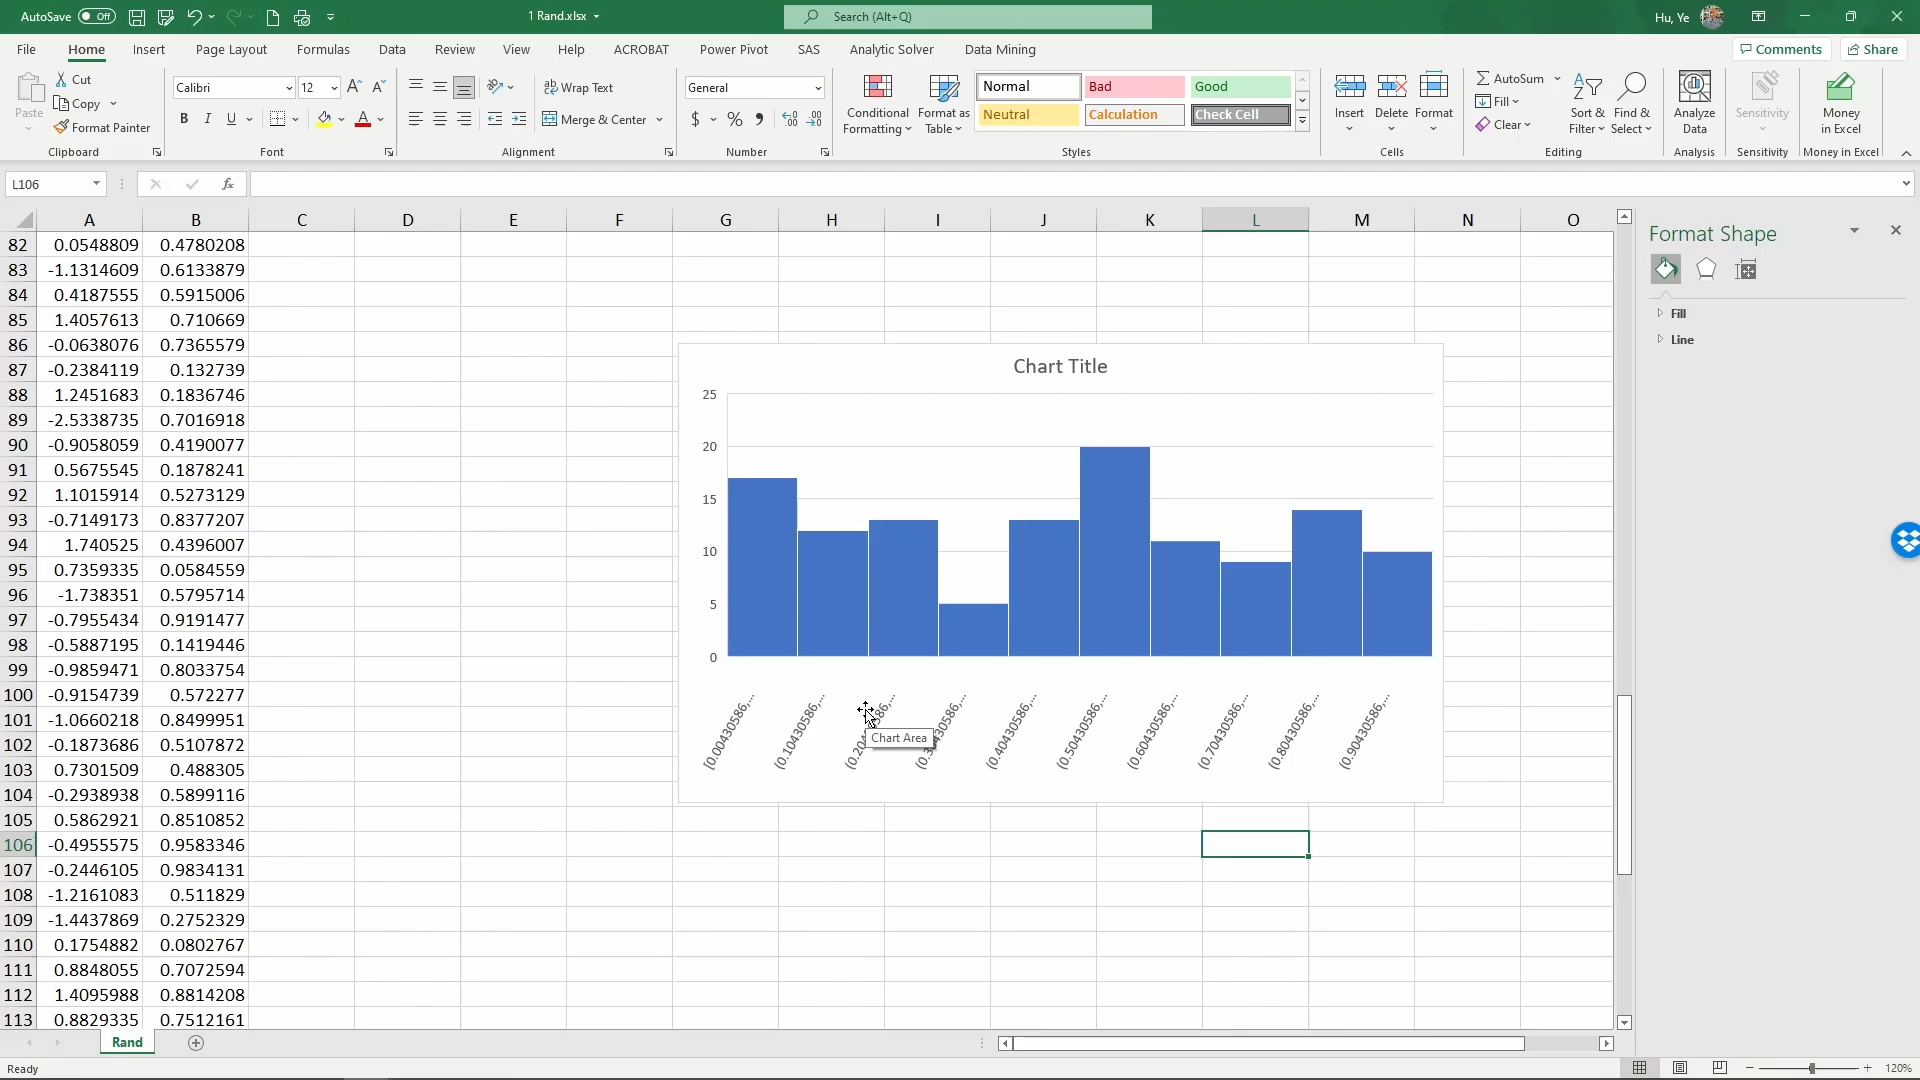 AutoSave Off 1 Rand.xlsx Search (Alt+Q) Hu, Ye
File Home Insert Page Layout Formulas Data Review View Help ACROBAT Power Pivot SAS Analytic Solver Data Mining Comments Share
Paste
Cut
Copy
Format Painter
Clipboard
Calibri 12
B I U
Font
Wrap Text
Merge & Center
Alignment
General
$ % 9
Number
Conditional Formatting
Format as Table
Normal Bad Good
Neutral Calculation Check Cell
Styles
Insert Delete Format
Cells
AutoSum
Fill
Clear
Sort & Filter
Find & Select
Editing
Analyze Data
Analysis
Sensitivity
Sensitivity
Money in Excel
Money in Excel
L106 fx
A B C D E F G H I J K L M N O
82 0.0548809 0.4780208
83 -1.1314609 0.6133879
84 0.4187555 0.5915006
85 1.4057613 0.710669
86 -0.0638076 0.7365579
87 -0.2384119 0.132739
88 1.2451683 0.1836746
89 -2.5338735 0.7016918
90 -0.9058059 0.4190077
91 0.5675545 0.1878241
92 1.1015914 0.5273129
93 -0.7149173 0.8377207
94 1.740525 0.4396007
95 0.7359335 0.0584559
96 -1.738351 0.5795714
97 -0.7955434 0.9191477
98 -0.5887195 0.1419446
99 -0.9859471 0.8033754
100 -0.9154739 0.572277
101 -1.0660218 0.8499951
102 -0.1873686 0.5107872
103 0.7301509 0.488305
104 -0.2938938 0.5899116
105 0.5862921 0.8510852
106 -0.4955575 0.9583346
107 -0.2446105 0.9834131
108 -1.2161083 0.511829
109 -1.4437869 0.2752329
110 0.1754882 0.0802767
111 0.8848055 0.7072594
112 1.4095988 0.8814208
113 0.8829335 0.7512161
Chart Title
25
20
15
10
5
0
[0.00430586,... (0.10430586,... (0.40430586,... (0.50430586,... (0.60430586,... (0.70430586,... (0.80430586,... (0.90430586,...
Chart Area
Format Shape
Fill
Line
Rand
Ready 120%